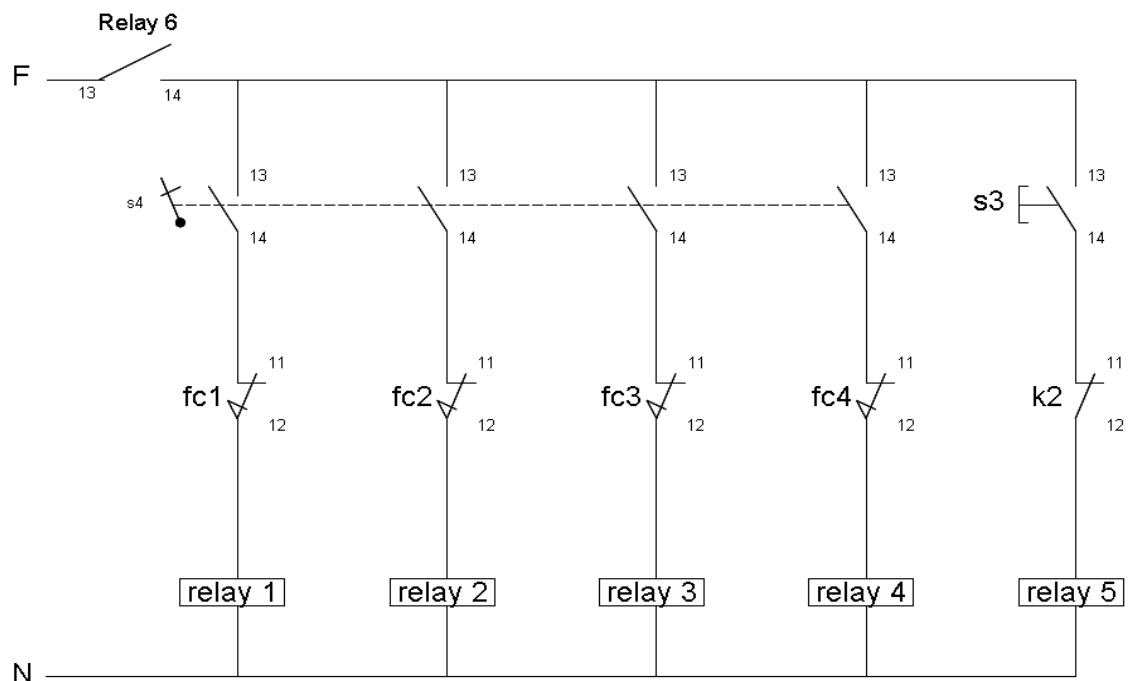 Relay 6
F
13 14
13 13 13 13 13
s4 s3
14 14 14 14 14
11 11 11 11 11
fc1 fc2 fc3 fc4 k2
12 12 12 12 12
relay 1 relay 2 relay 3 relay 4 relay 5
N